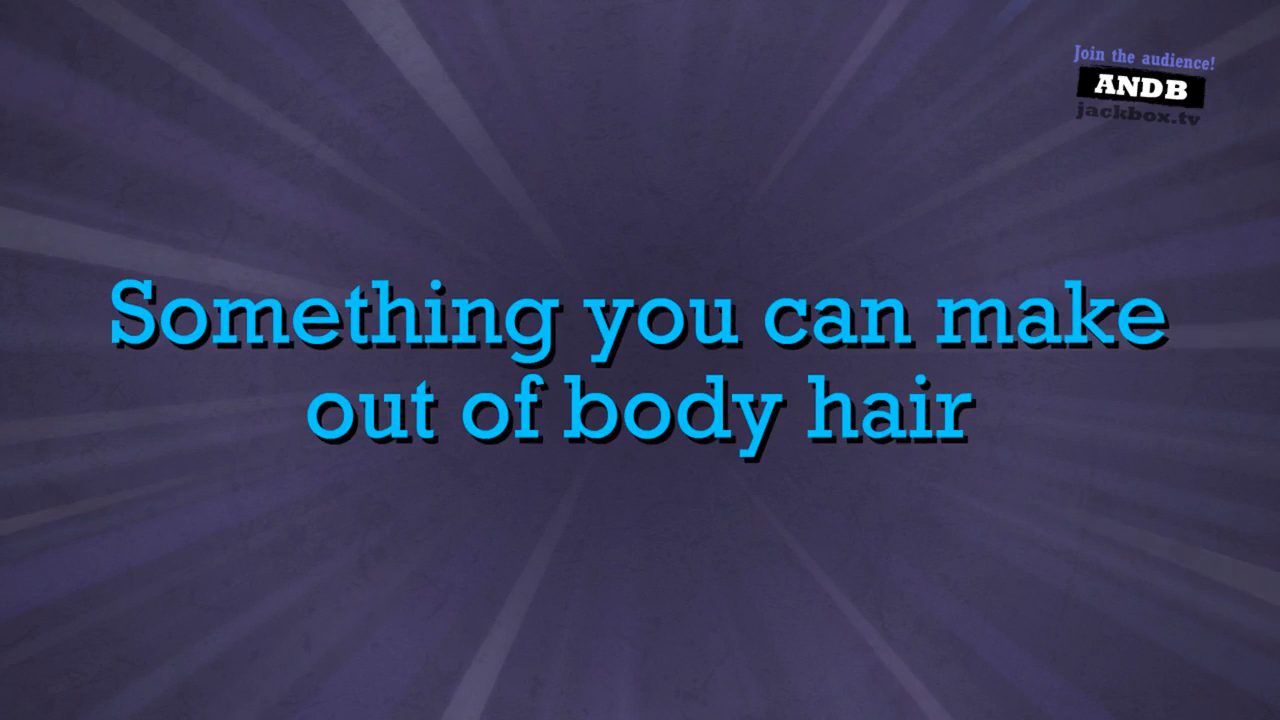 Join the audience!
ANDB
jackbox.tv
Something you can make
out of body hair